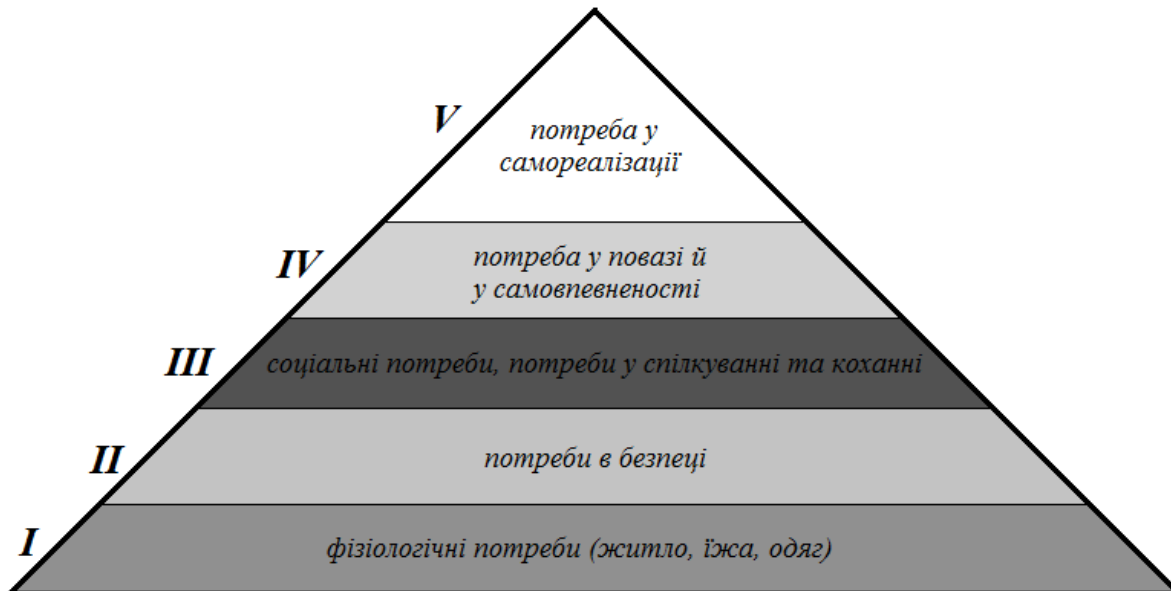 V
потреба у
самореалізації
IV
потреба у повазі й
у самовпевненості
III
соціальні потреби, потреби у спілкуванні та коханні
II
потреби в безпеці
I
фізіологічні потреби (житло, їжа, одяг)